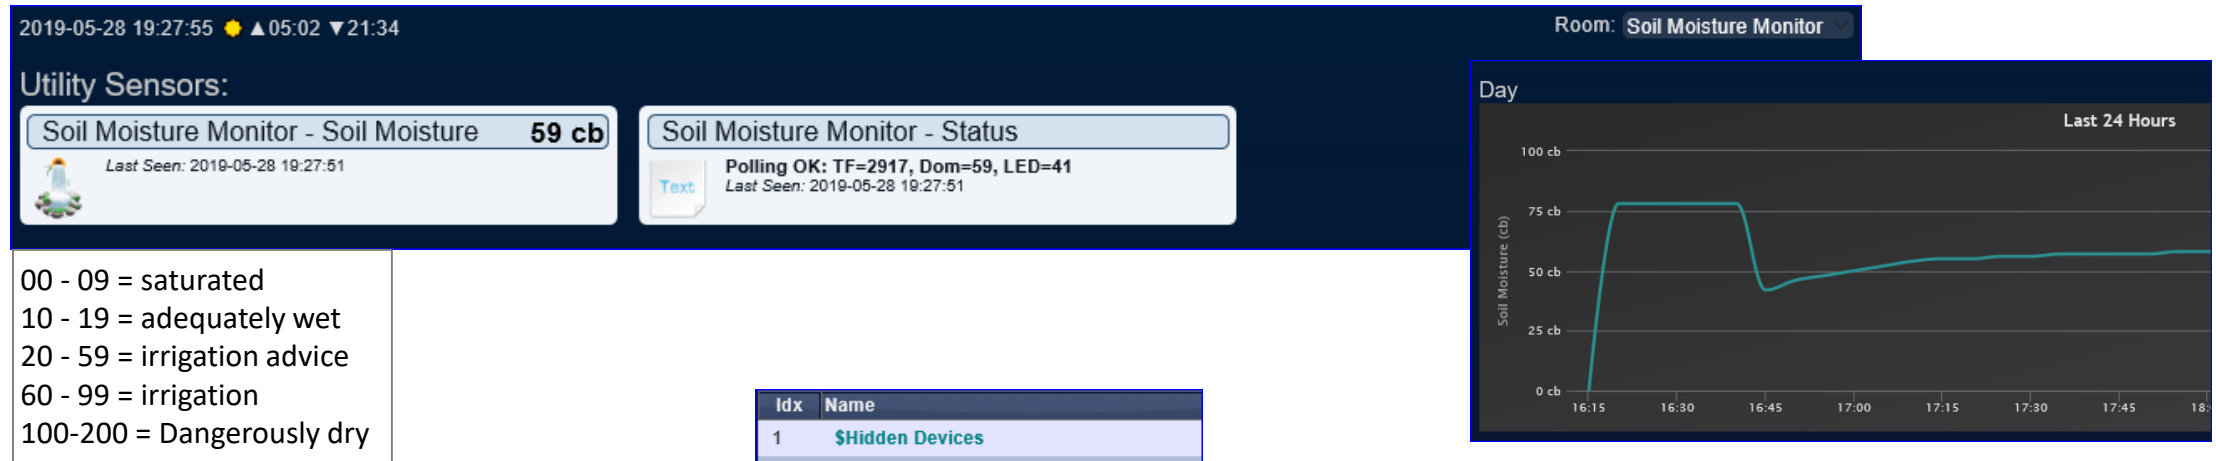 2019-05-28 19:27:55 ▲05:02 ▼21:34
Room: Soil Moisture Monitor
Utility Sensors:
Soil Moisture Monitor - Soil Moisture 59 cb
Last Seen: 2019-05-28 19:27:51
Soil Moisture Monitor - Status
Text
Polling OK: TF=2917, Dom=59, LED=41
Last Seen: 2019-05-28 19:27:51
00 - 09 = saturated
10 - 19 = adequately wet
20 - 59 = irrigation advice
60 - 99 = irrigation
100-200 = Dangerously dry
Idx Name
1 $Hidden Devices
Day
Last 24 Hours
Soil Moisture (cb)
100 cb
75 cb
50 cb
25 cb
0 cb
16:15 16:30 16:45 17:00 17:15 17:30 17:45 18: